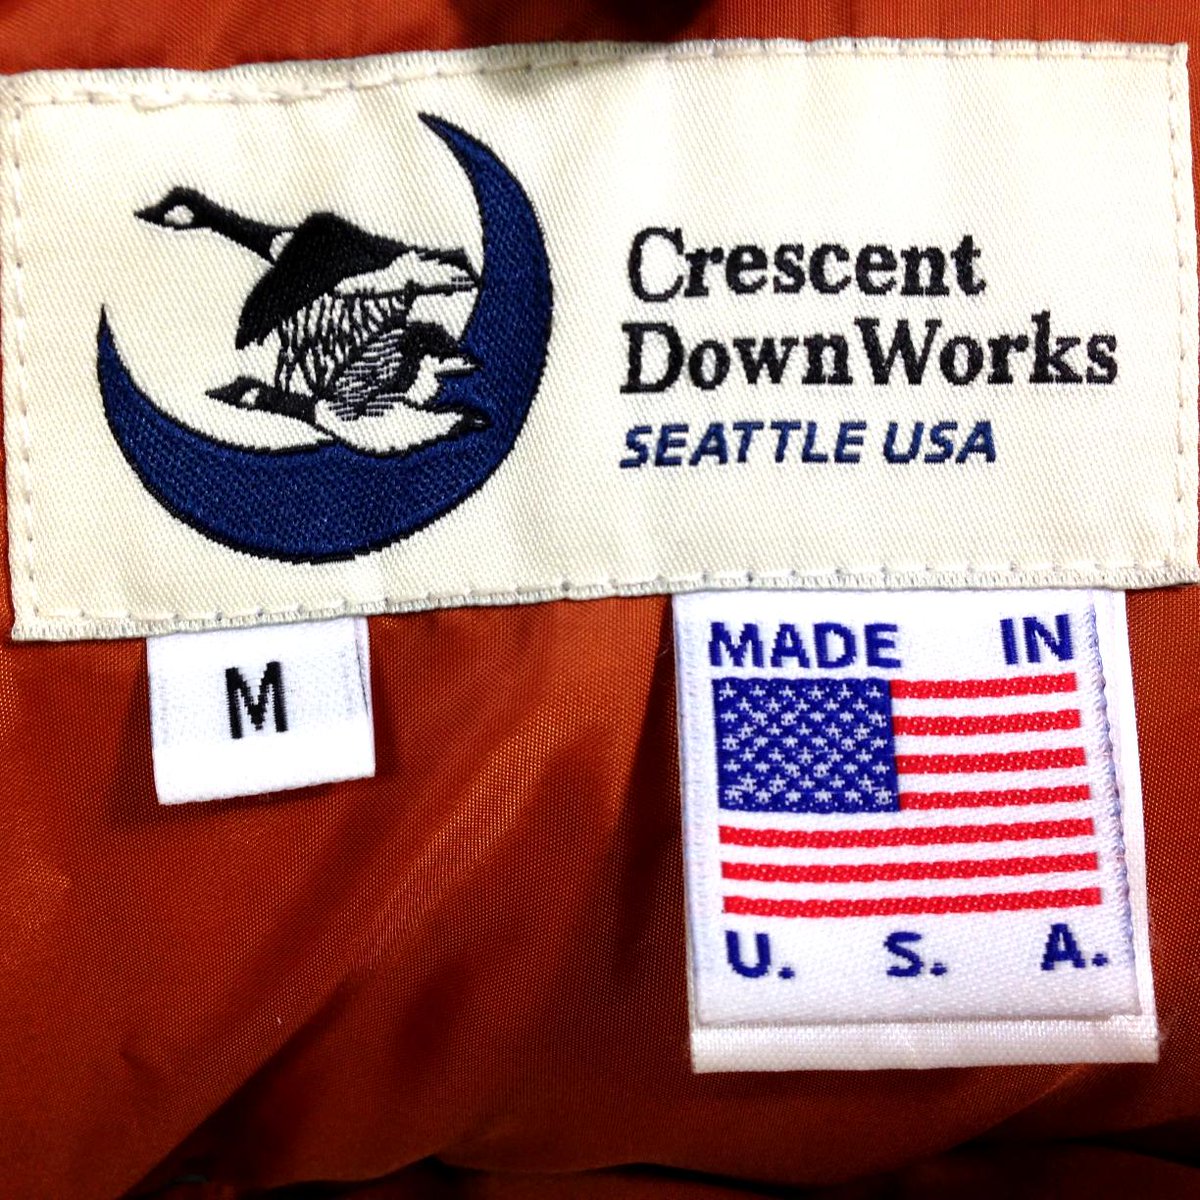 Crescent
DownWorks
SEATTLE USA
M
MADE IN
U. S. A.